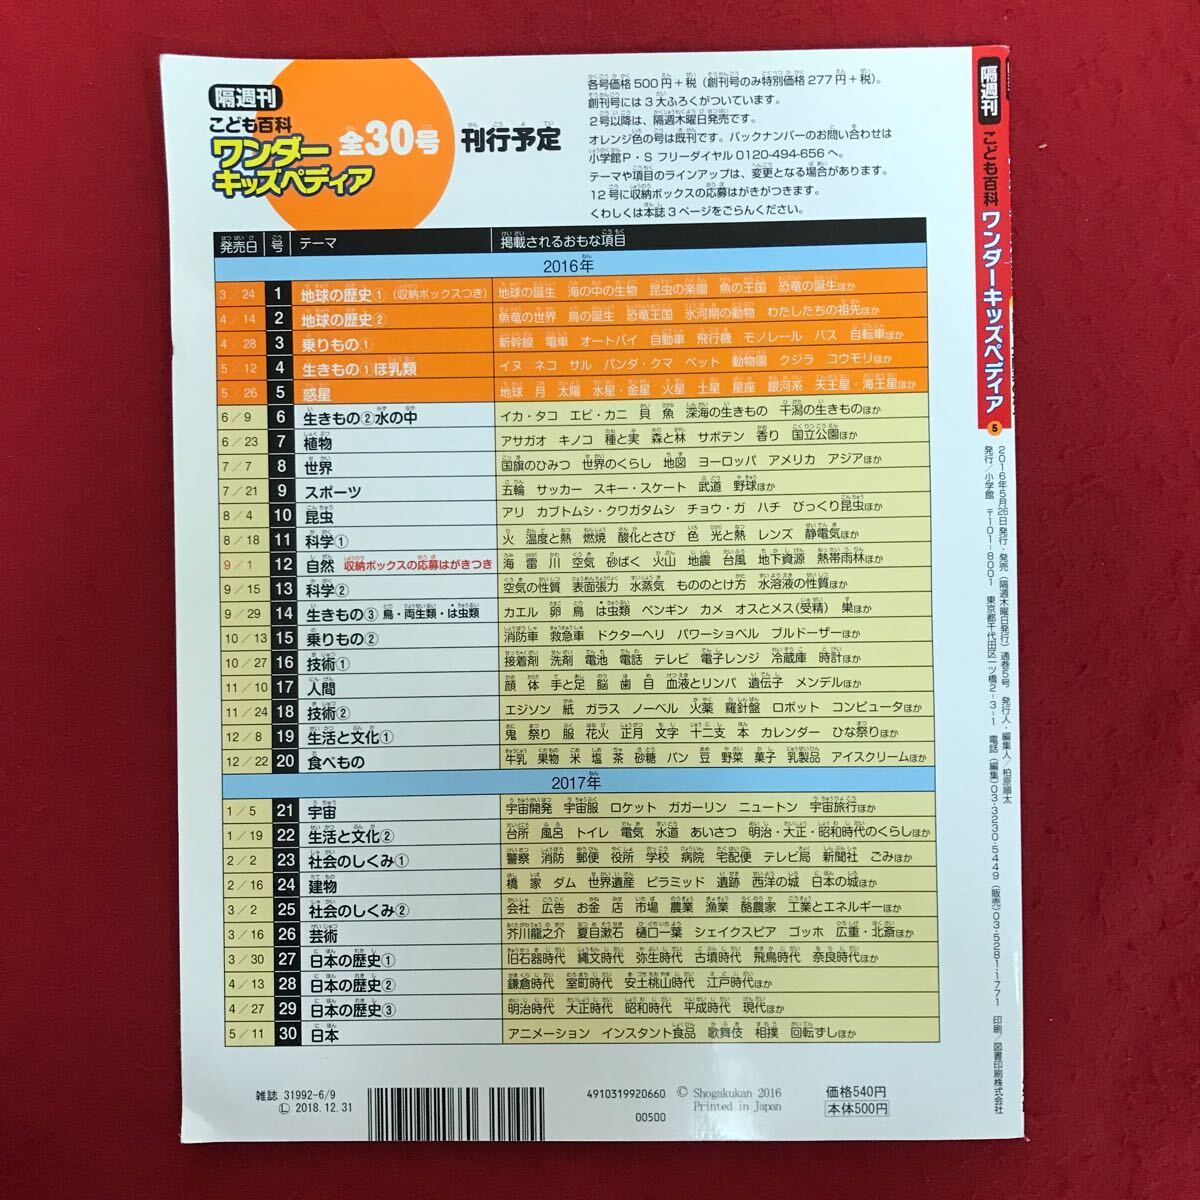 隔週刊
こども百科
ワンダーキッズペディア
全30号 刊行予定
各号価格500円+税(創刊号のみ特別価格277円+税)。
創刊号には3大ふろくがついています。
2号以降は、隔週木曜日発売です。
オレンジ色の号は既刊です。バックナンバーのお問い合わせは
小学館P・S フリーダイヤル0120-494-656へ。
テーマや項目のラインアップは、変更となる場合があります。
12号に収納ボックスの応募はがきがつきます。
くわしくは本誌3ページをごらんください。
発売日 号 テーマ 掲載されるおもな項目
2016年
3/24 1 地球の歴史①(収納ボックスつき) 地球の誕生 海の中の生物 昆虫の楽園 魚の王国 恐竜の誕生ほか
4/14 2 地球の歴史② 魚竜の世界 鳥の誕生 恐竜王国 氷河期の動物 わたしたちの祖先ほか
4/28 3 乗りもの① 新幹線 電車 オートバイ 自動車 飛行機 モノレール バス 自転車ほか
5/12 4 生きもの①ほ乳類 イヌ ネコ サル パンダ・クマ ペット 動物園 クジラ コウモリほか
5/26 5 惑星 地球 月 太陽 水星・金星 火星 土星 星座 銀河系 天王星・海王星ほか
6/9 6 生きもの②水の中 イカ・タコ エビ・カニ 貝 魚 深海の生きもの 干潟の生きものほか
6/23 7 植物 アサガオ キノコ 種と実 森と林 サボテン 香り 国立公園ほか
7/7 8 世界 国旗のひみつ 世界のくらし 地図 ヨーロッパ アメリカ アジアほか
7/21 9 スポーツ 五輪 サッカー スキー・スケート 武道 野球ほか
8/4 10 昆虫 アリ カブトムシ・クワガタムシ チョウ・ガ ハチ びっくり昆虫ほか
8/18 11 科学① 火 温度と熱 燃焼 酸化とさび 色 光と熱 レンズ 静電気ほか
9/1 12 自然 収納ボックスの応募はがきつき 海 雷 川 空気 砂ばく 火山 地震 台風 地下資源 熱帯雨林ほか
9/15 13 科学② 空気の性質 表面張力 水蒸気 もののとけ方 水溶液の性質ほか
9/29 14 生きもの③ 鳥・両生類・は虫類 カエル 卵 鳥 は虫類 ペンギン カメ オスとメス(受精) 巣ほか
10/13 15 乗りもの② 消防車 救急車 ドクターヘリ パワーショベル ブルドーザーほか
10/27 16 技術① 接着剤 洗剤 電池 電話 テレビ 電子レンジ 冷蔵庫 時計ほか
11/10 17 人間 顔 体 手と足 脳 歯 目 血液とリンパ 遺伝子 メンデルほか
11/24 18 技術② エジソン 紙 ガラス ノーベル 火薬 羅針盤 ロボット コンピュータほか
12/8 19 生活と文化① 鬼 祭り 服 花火 正月 文字 十二支 本 カレンダー ひな祭りほか
12/22 20 食べもの 牛乳 果物 米 塩 茶 砂糖 パン 豆 野菜 菓子 乳製品 アイスクリームほか
2017年
1/5 21 宇宙 宇宙開発 宇宙服 ロケット ガガーリン ニュートン 宇宙旅行ほか
1/19 22 生活と文化② 台所 風呂 トイレ 電気 水道 あいさつ 明治・大正・昭和時代のくらしほか
2/2 23 社会のしくみ① 警察 消防 郵便 役所 学校 病院 宅配便 テレビ局 新聞社 ごみほか
2/16 24 建物 橋 家 ダム 世界遺産 ピラミッド 遺跡 西洋の城 日本の城ほか
3/2 25 社会のしくみ② 会社 広告 お金 店 市場 農業 漁業 酪農家 工業とエネルギーほか
3/16 26 芸術 芥川龍之介 夏目漱石 樋口一葉 シェイクスピア ゴッホ 広重・北斎ほか
3/30 27 日本の歴史① 旧石器時代 縄文時代 弥生時代 古墳時代 飛鳥時代 奈良時代ほか
4/13 28 日本の歴史② 鎌倉時代 室町時代 安土桃山時代 江戸時代ほか
4/27 29 日本の歴史③ 明治時代 大正時代 昭和時代 平成時代 現代ほか
5/11 30 日本 アニメーション インスタント食品 歌舞伎 相撲 回転ずしほか
雑誌 31992-6/9
Ⓛ 2018.12.31
4910319920660
00500
© Shogakukan 2016
Printed in Japan
価格540円
本体500円
隔週刊 こども百科 ワンダーキッズペディア 5
2016年5月26日発行・発売(隔週木曜日発行)通巻5号 発行人・編集人/柏原順太
発行/小学館 〒101-8001 東京都千代田区一ツ橋2-3-1 電話(編集)03-3230-5449 (販売)03-5281-1771 印刷/図書印刷株式会社